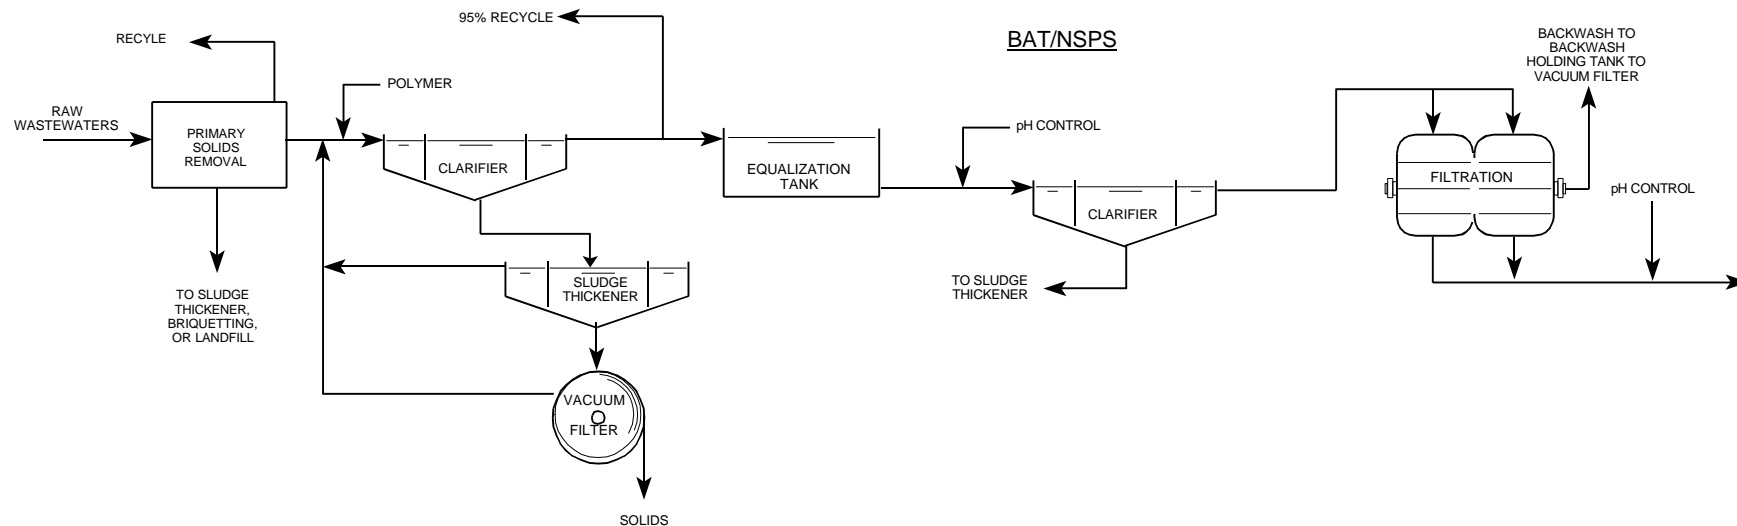 95% RECYCLE
RECYLE
BAT/NSPS
BACKWASH TO
BACKWASH
HOLDING TANK TO
VACUUM FILTER
POLYMER
RAW
WASTEWATERS
PRIMARY
SOLIDS
REMOVAL
CLARIFIER
pH CONTROL
EQUALIZATION
TANK
CLARIFIER
FILTRATION
pH CONTROL
TO SLUDGE
THICKENER
SLUDGE
THICKENER
TO SLUDGE
THICKENER,
BRIQUETTING,
OR LANDFILL
VACUUM
FILTER
SOLIDS